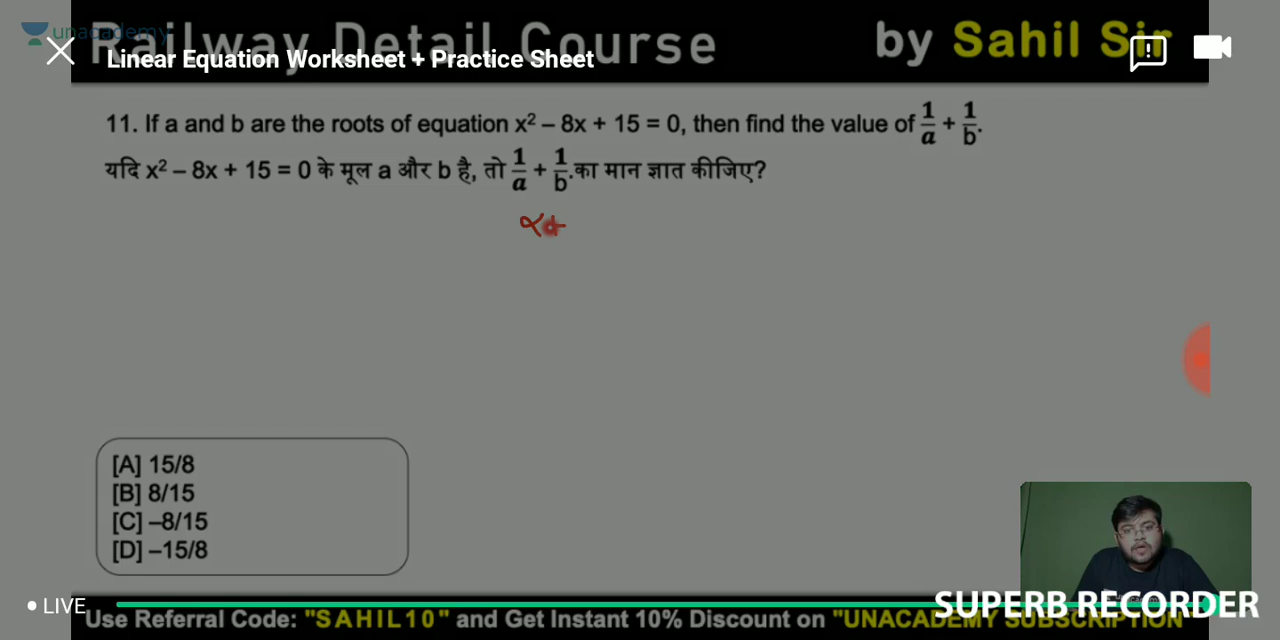 unacademy
Railway Detail Course by Sahil Sir
Linear Equation Worksheet + Practice Sheet
11. If a and b are the roots of equation x² – 8x + 15 = 0, then find the value of 1/a + 1/b.
यदि x² – 8x + 15 = 0 के मूल a और b है, तो 1/a + 1/b.का मान ज्ञात कीजिए?
[A] 15/8
[B] 8/15
[C] –8/15
[D] –15/8
LIVE
SUPERB RECORDER
Use Referral Code: "SAHIL10" and Get Instant 10% Discount on "UNACADEMY SUBSCRIPTION"